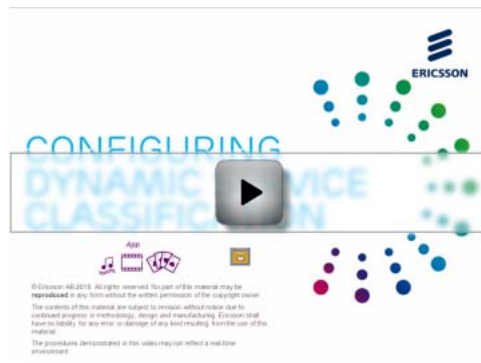 ERICSSON
CONFIGURING
DYNAMIC
CLASSIFICATION
App
© Ericsson AB 2015. All rights reserved. No part of this material may be
reproduced in any form without the written permission of the copyright owner.
The contents of this material are subject to revision without notice due to
continued progress in methodology, design and manufacturing. Ericsson shall
have no liability for any error or damage of any kind resulting from the use of this
material.
The procedures demonstrated in this video may not reflect a real-time
environment.